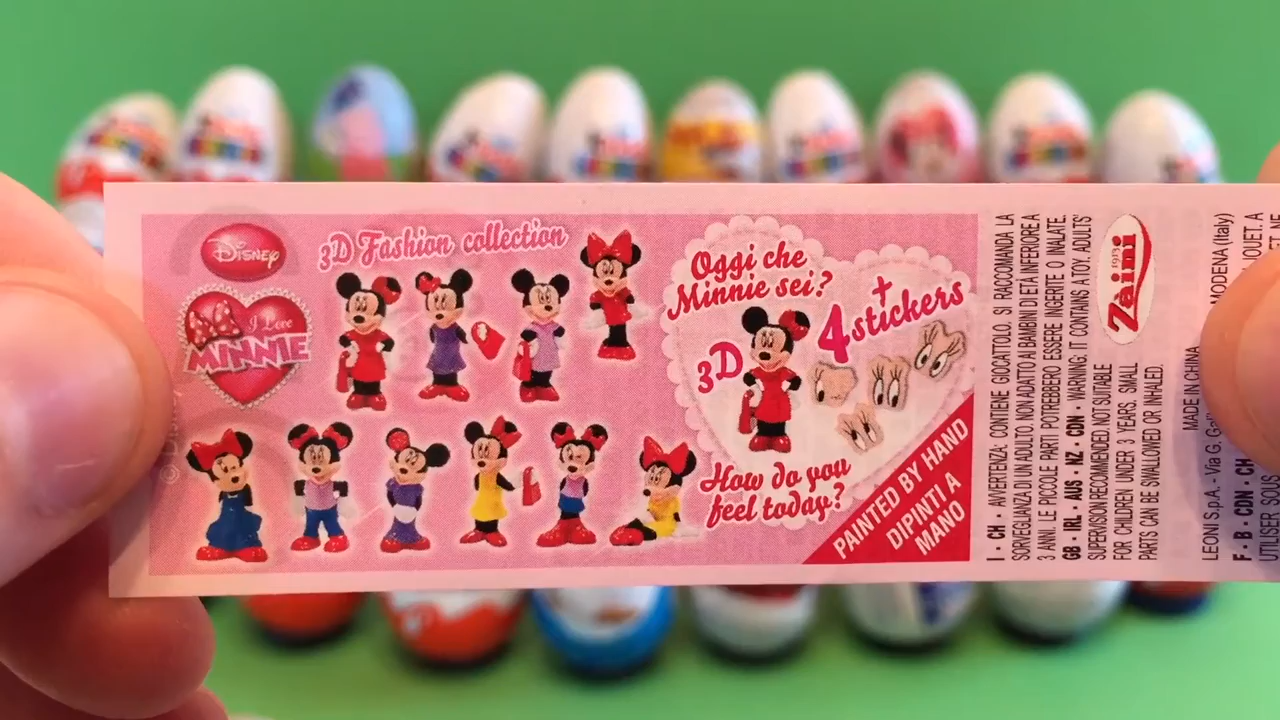 Disney
3D Fashion collection
I Love
MINNIE
Oggi che
Minnie sei?
+
4 stickers
3D
How do you
feel today?
PAINTED BY HAND
DIPINTI A
MANO
I · CH · AVVERTENZA: CONTIENE GIOCATTOLO. SI RACCOMANDA LA
SORVEGLIANZA DI UN ADULTO. NON ADATTO AI BAMBINI DI ETÀ INFERIORE A
3 ANNI. LE PICCOLE PARTI POTREBBERO ESSERE INGERITE O INALATE.
GB · IRL · AUS · NZ · CDN · WARNING: IT CONTAINS A TOY. ADULTS'
SUPERVISION RECOMMENDED. NOT SUITABLE
FOR CHILDREN UNDER 3 YEARS. SMALL
PARTS CAN BE SWALLOWED OR INHALED.
Zaini
1913
MADE IN CHINA
LEONI S.p.A. - Via G.
MODENA (Italy)
F · B · CDN · CH
UTILISER SOUS